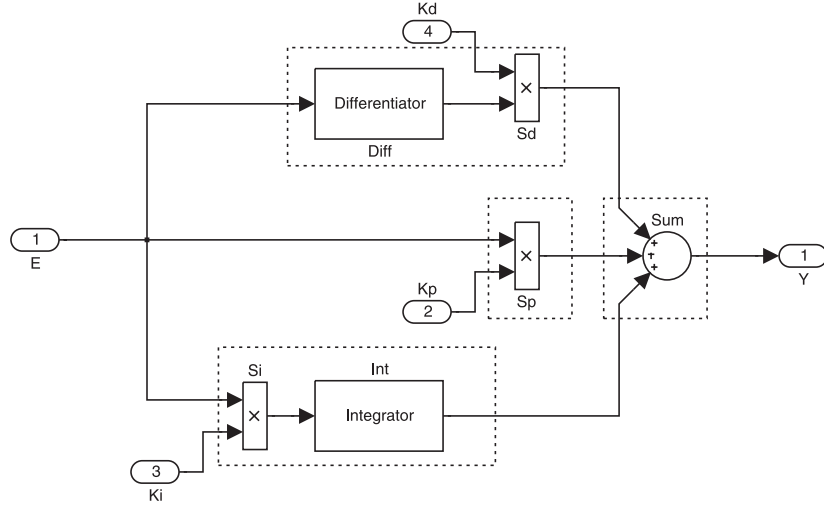 Kd
4
×
Differentiator
Sd
Diff
Sum
1
E
×
+
+
+
1
Y
Kp
2
Sp
Si
Int
×
Integrator
3
Ki